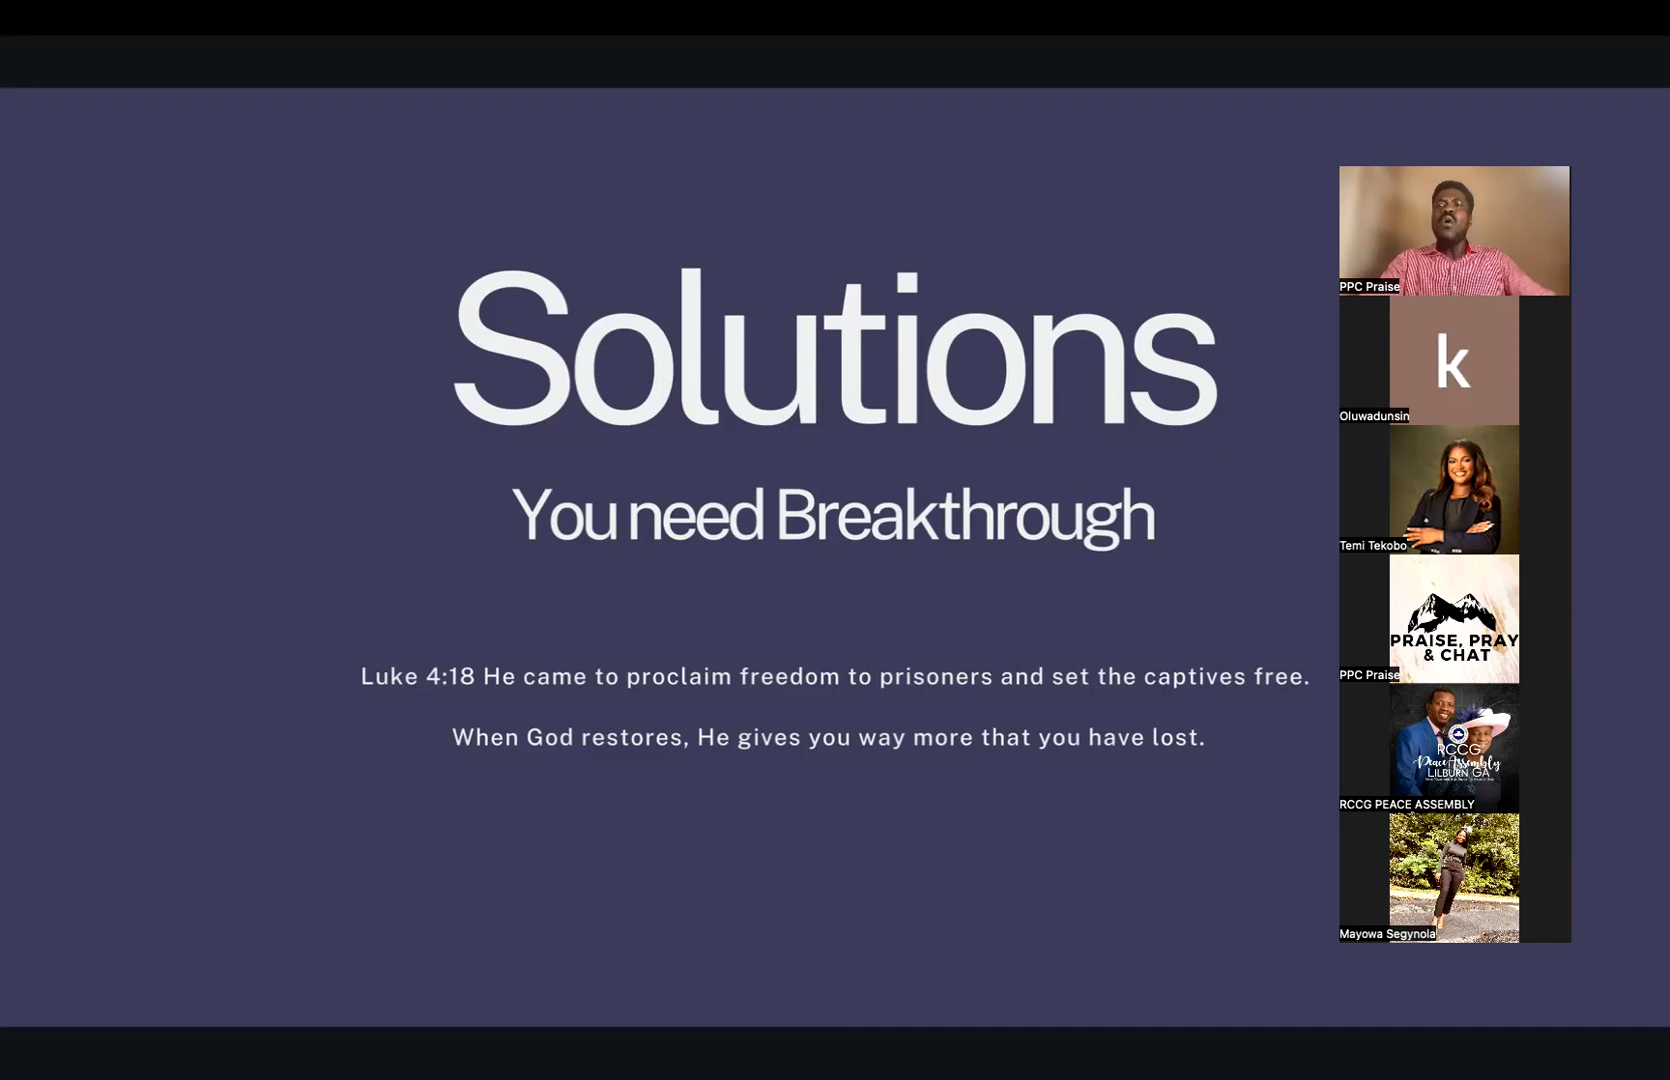 Solutions
You need Breakthrough
Luke 4:18 He came to proclaim freedom to prisoners and set the captives free.
When God restores, He gives you way more that you have lost.
PPC Praise
k
Oluwadunsin
Temi Tekobo
PRAISE, PRAY
& CHAT
PPC Praise
RCCG
Peace Assembly
LILBURN GA
RCCG PEACE ASSEMBLY
Mayowa Segynola